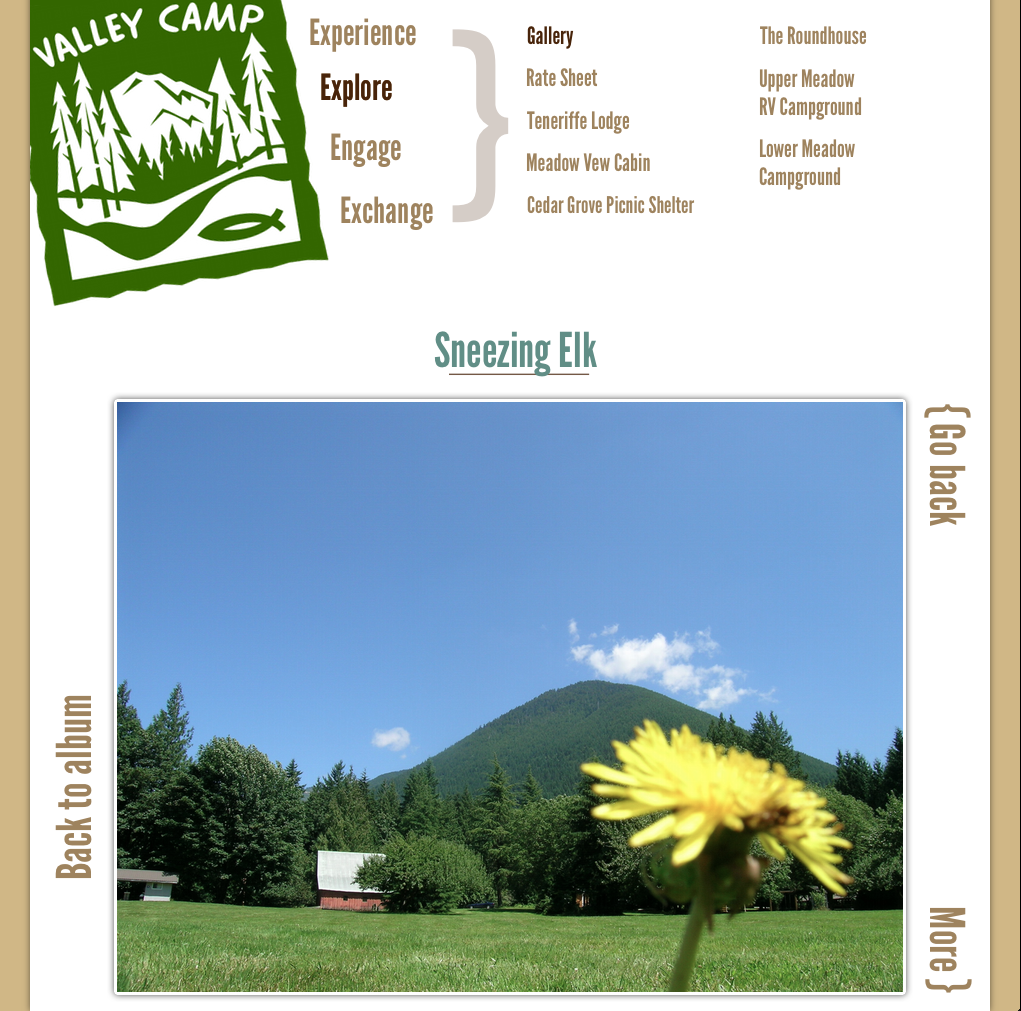 VALLEY CAMP
Experience
Explore
Engage
Exchange
}
Gallery
Rate Sheet
Teneriffe Lodge
Meadow Vew Cabin
Cedar Grove Picnic Shelter
The Roundhouse
Upper Meadow
RV Campground
Lower Meadow
Campground
Sneezing Elk
{ Go back
Back to album
More }